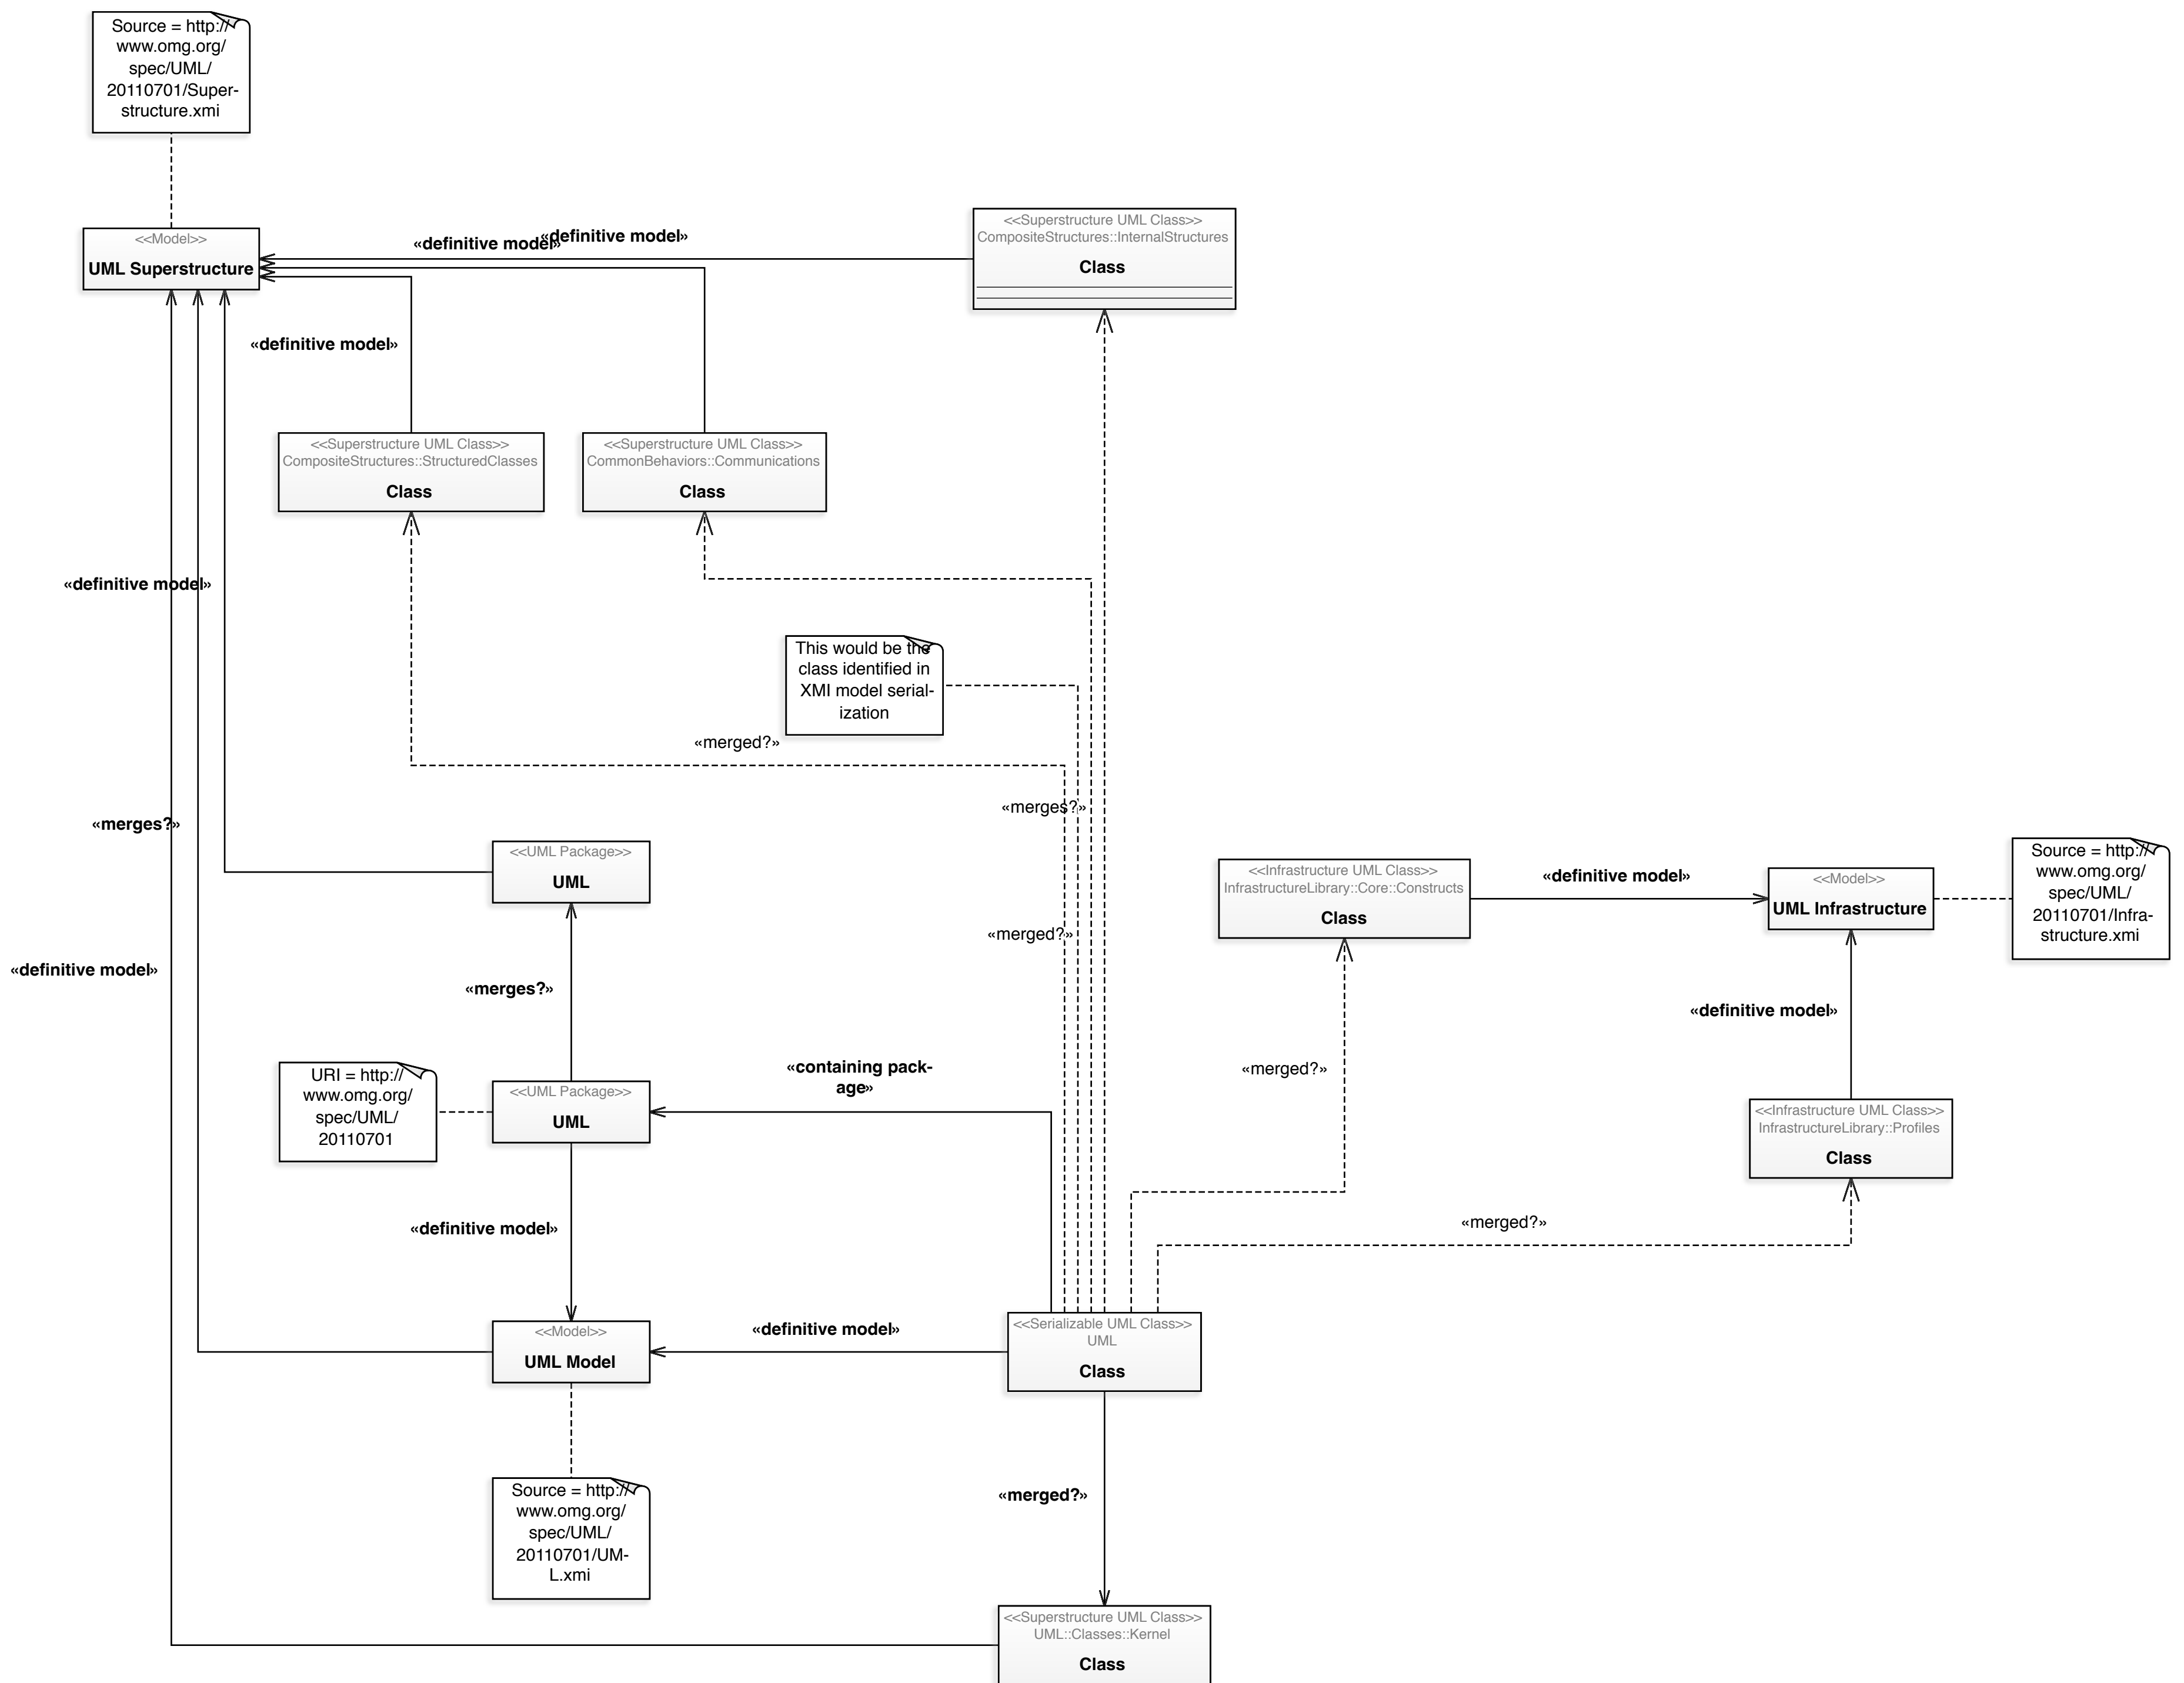 Source = http://
www.omg.org/
spec/UML/
20110701/Super-
structure.xmi
<<Model>>
UML Superstructure
«definitive model»
«definitive model»
<<Superstructure UML Class>>
CompositeStructures::InternalStructures
Class
«definitive model»
<<Superstructure UML Class>>
CompositeStructures::StructuredClasses
Class
<<Superstructure UML Class>>
CommonBehaviors::Communications
Class
«definitive model»
This would be the
class identified in
XMI model serial-
ization
«merged?»
«merges?»
«merges?»
<<UML Package>>
UML
<<Infrastructure UML Class>>
InfrastructureLibrary::Core::Constructs
Class
«definitive model»
<<Model>>
UML Infrastructure
Source = http://
www.omg.org/
spec/UML/
20110701/Infra-
structure.xmi
«merged?»
«definitive model»
«merges?»
«definitive model»
URI = http://
www.omg.org/
spec/UML/
20110701
<<UML Package>>
UML
«containing pack-
age»
«merged?»
<<Infrastructure UML Class>>
InfrastructureLibrary::Profiles
Class
«definitive model»
«merged?»
<<Model>>
UML Model
«definitive model»
<<Serializable UML Class>>
UML
Class
Source = http://
www.omg.org/
spec/UML/
20110701/UM-
L.xmi
«merged?»
<<Superstructure UML Class>>
UML::Classes::Kernel
Class